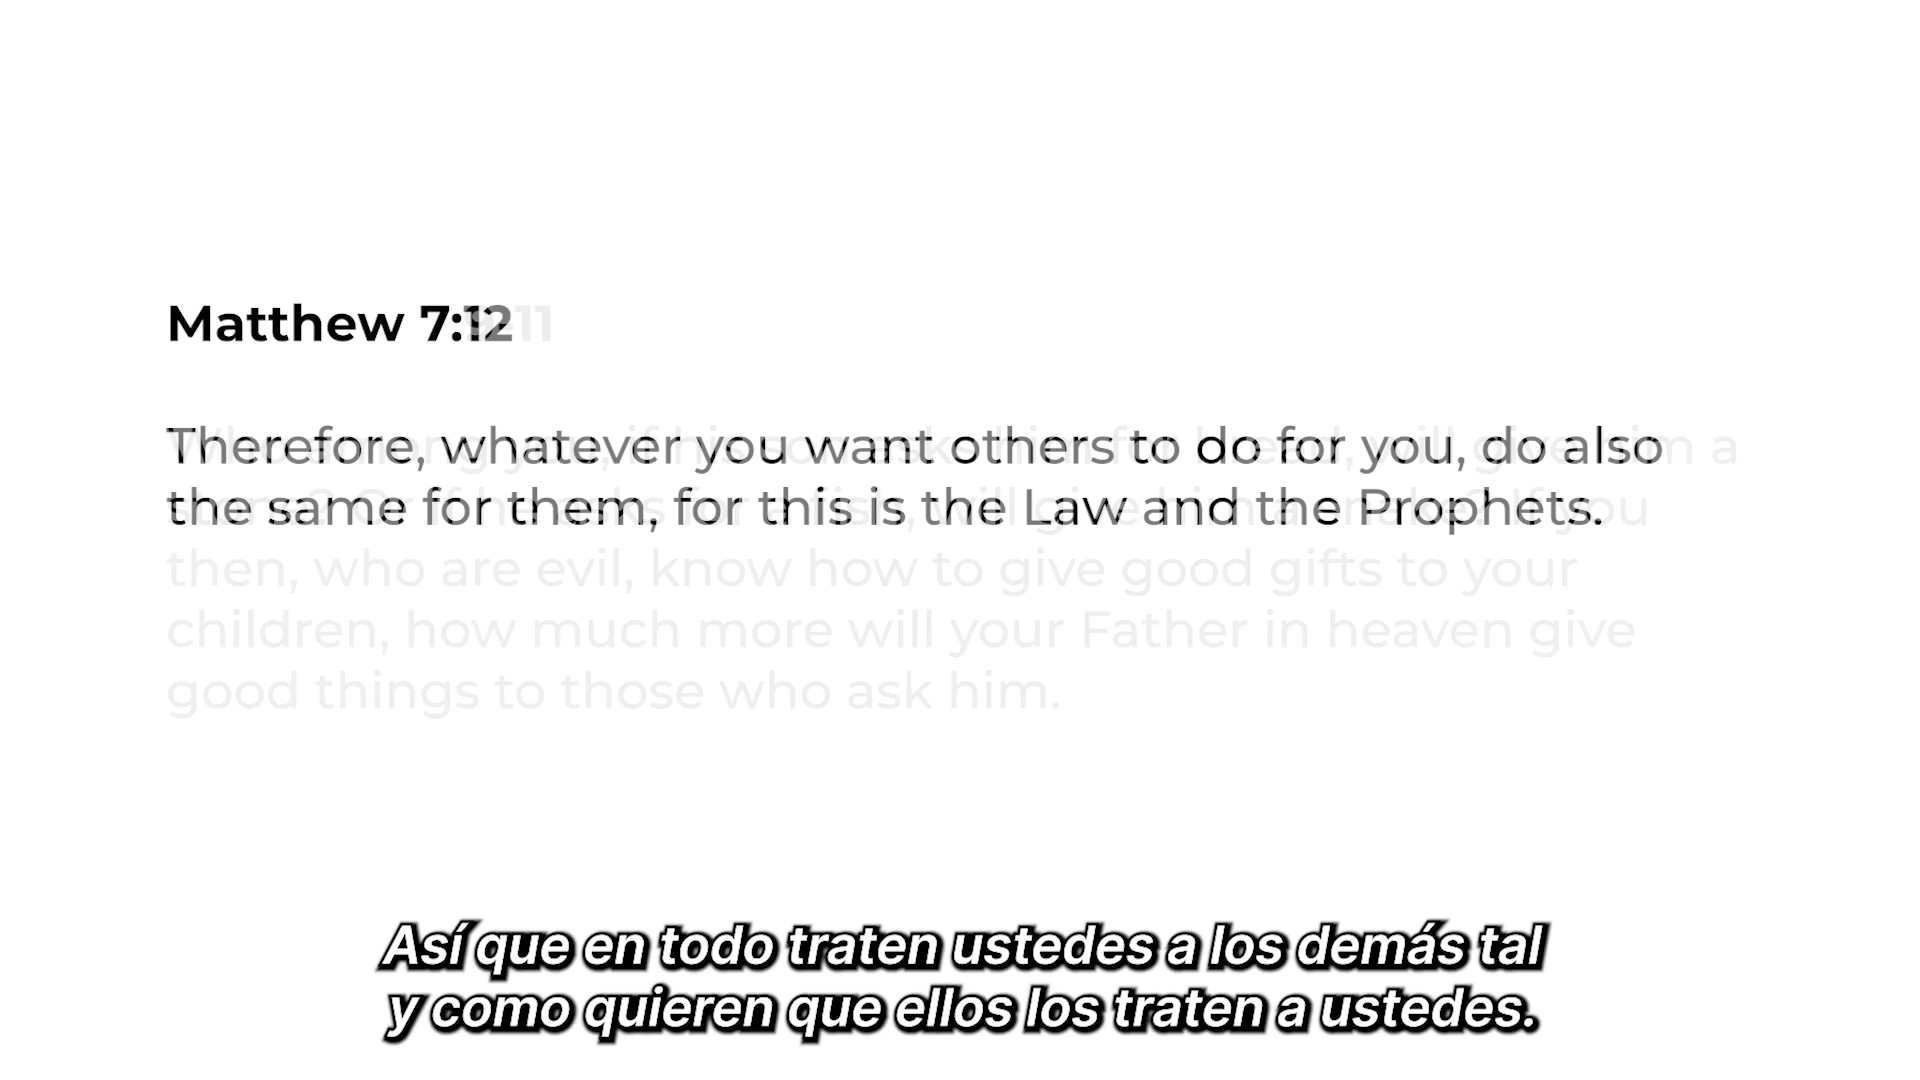 Matthew 7:12
Therefore, whatever you want others to do for you, do also
the same for them, for this is the Law and the Prophets.
then, who are evil, know how to give good gifts to your
children, how much more will your Father in heaven give
good things to those who ask him.
Así que en todo traten ustedes a los demás tal
y como quieren que ellos los traten a ustedes.